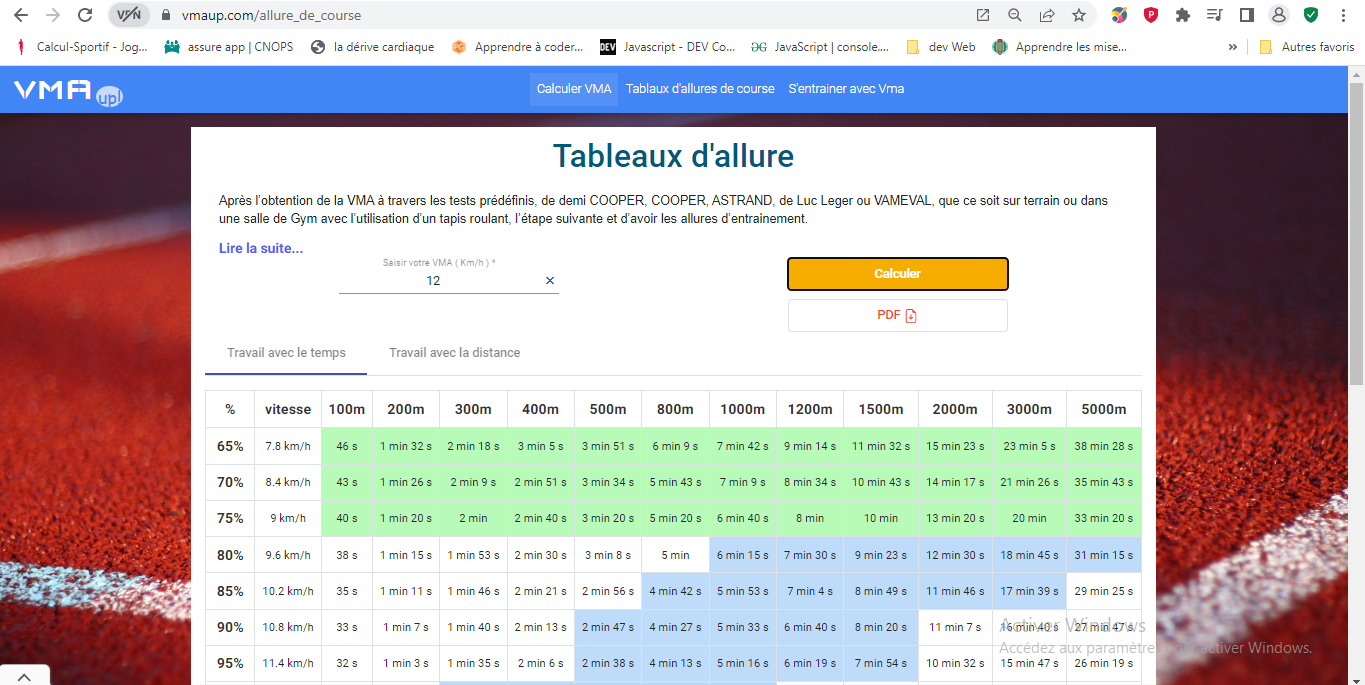 VPN vmaup.com/allure_de_course
Calcul-Sportif - Jog... assure app | CNOPS la dérive cardiaque Apprendre à coder... DEV Javascript - DEV Co... JavaScript | console.... dev Web Apprendre les mise... » Autres favoris
VMA up! Calculer VMA Tablaux d'allures de course S'entrainer avec Vma
Tableaux d'allure
Après l'obtention de la VMA à travers les tests prédéfinis, de demi COOPER, COOPER, ASTRAND, de Luc Leger ou VAMEVAL, que ce soit sur terrain ou dans
une salle de Gym avec l'utilisation d'un tapis roulant, l'étape suivante et d'avoir les allures d'entrainement.
Lire la suite...
Saisir votre VMA ( Km/h ) *
12
Calculer
PDF
Travail avec le temps Travail avec la distance
% vitesse 100m 200m 300m 400m 500m 800m 1000m 1200m 1500m 2000m 3000m 5000m
65% 7.8 km/h 46 s 1 min 32 s 2 min 18 s 3 min 5 s 3 min 51 s 6 min 9 s 7 min 42 s 9 min 14 s 11 min 32 s 15 min 23 s 23 min 5 s 38 min 28 s
70% 8.4 km/h 43 s 1 min 26 s 2 min 9 s 2 min 51 s 3 min 34 s 5 min 43 s 7 min 9 s 8 min 34 s 10 min 43 s 14 min 17 s 21 min 26 s 35 min 43 s
75% 9 km/h 40 s 1 min 20 s 2 min 2 min 40 s 3 min 20 s 5 min 20 s 6 min 40 s 8 min 10 min 13 min 20 s 20 min 33 min 20 s
80% 9.6 km/h 38 s 1 min 15 s 1 min 53 s 2 min 30 s 3 min 8 s 5 min 6 min 15 s 7 min 30 s 9 min 23 s 12 min 30 s 18 min 45 s 31 min 15 s
85% 10.2 km/h 35 s 1 min 11 s 1 min 46 s 2 min 21 s 2 min 56 s 4 min 42 s 5 min 53 s 7 min 4 s 8 min 49 s 11 min 46 s 17 min 39 s 29 min 25 s
90% 10.8 km/h 33 s 1 min 7 s 1 min 40 s 2 min 13 s 2 min 47 s 4 min 27 s 5 min 33 s 6 min 40 s 8 min 20 s 11 min 7 s 16 min 40 s 27 min 47 s
Activer Windows
95% 11.4 km/h 32 s 1 min 3 s 1 min 35 s 2 min 6 s 2 min 38 s 4 min 13 s 5 min 16 s 6 min 19 s 7 min 54 s 10 min 32 s 15 min 47 s 26 min 19 s
Accédez aux paramètres pour activer Windows.